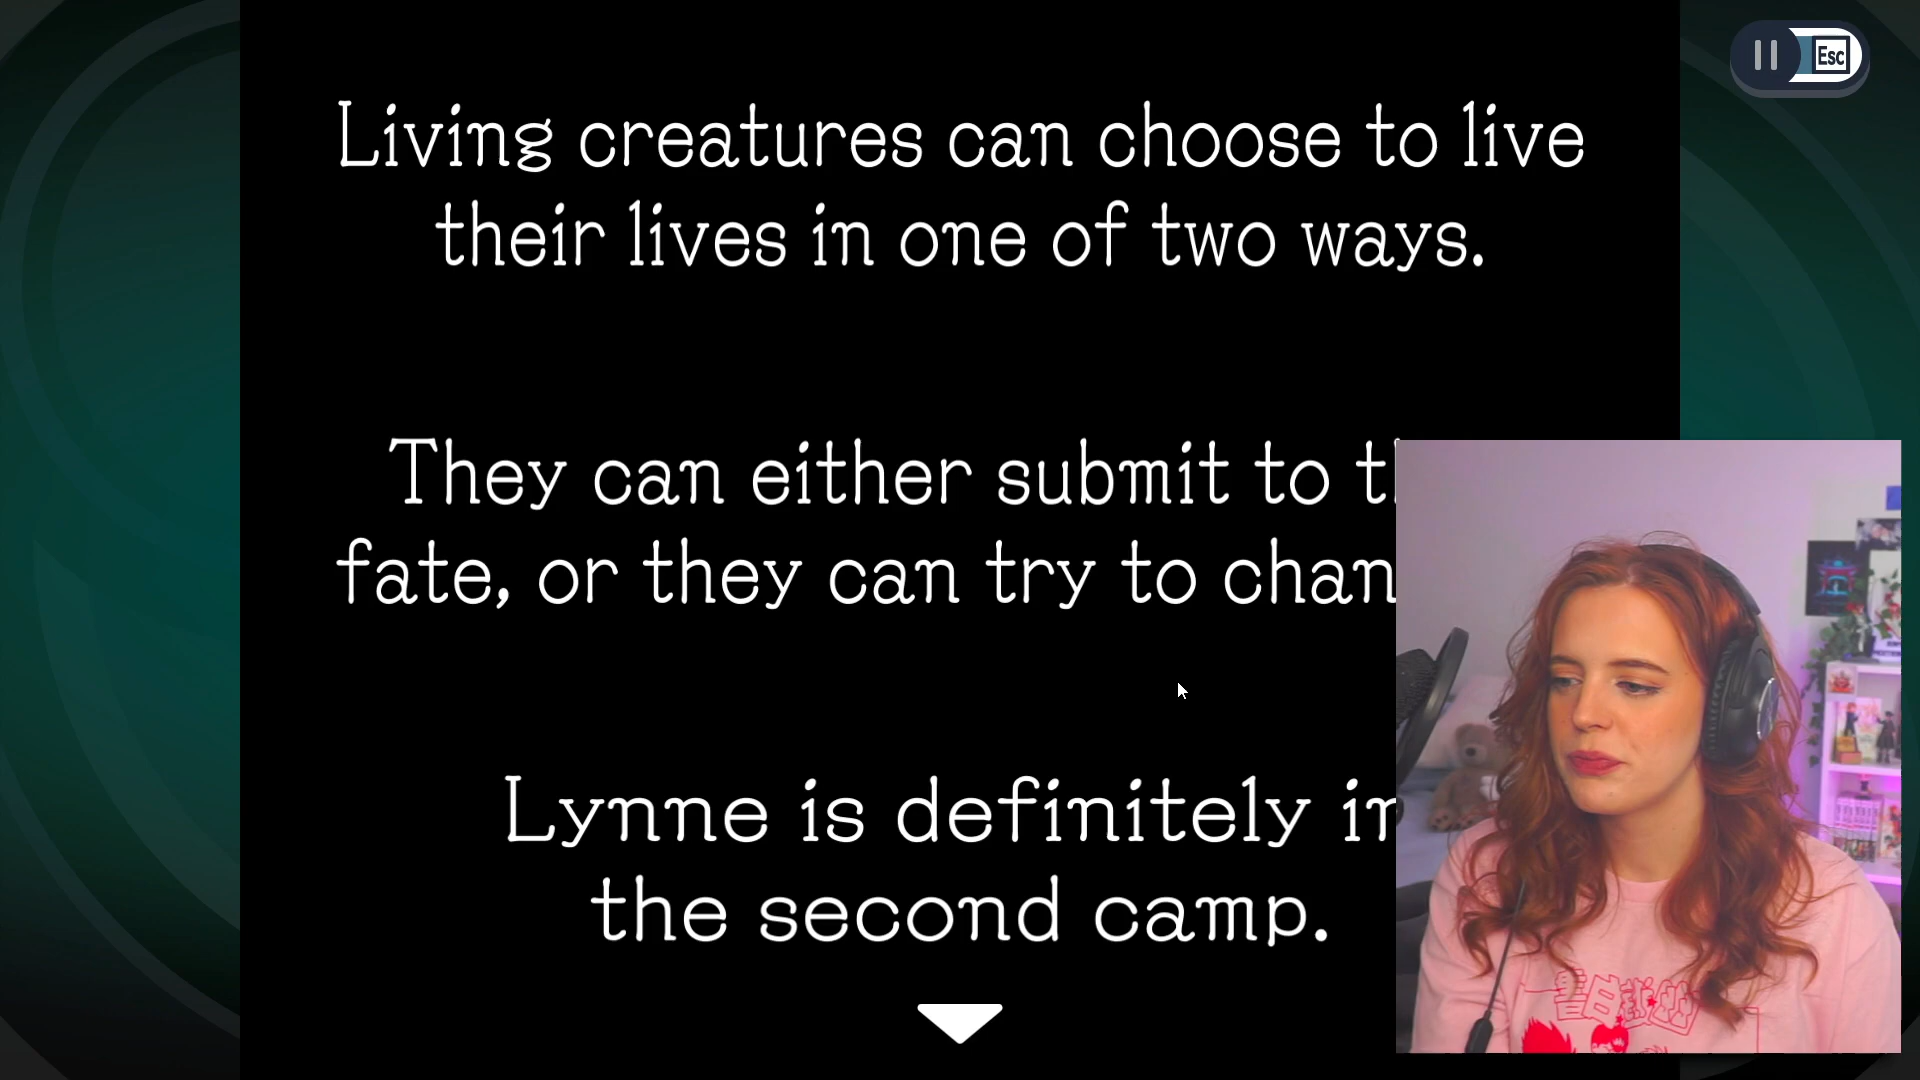 Esc
Living creatures can choose to live
their lives in one of two ways.
They can either submit to
fate, or they can try to
Lynne is definitely
the second camp.